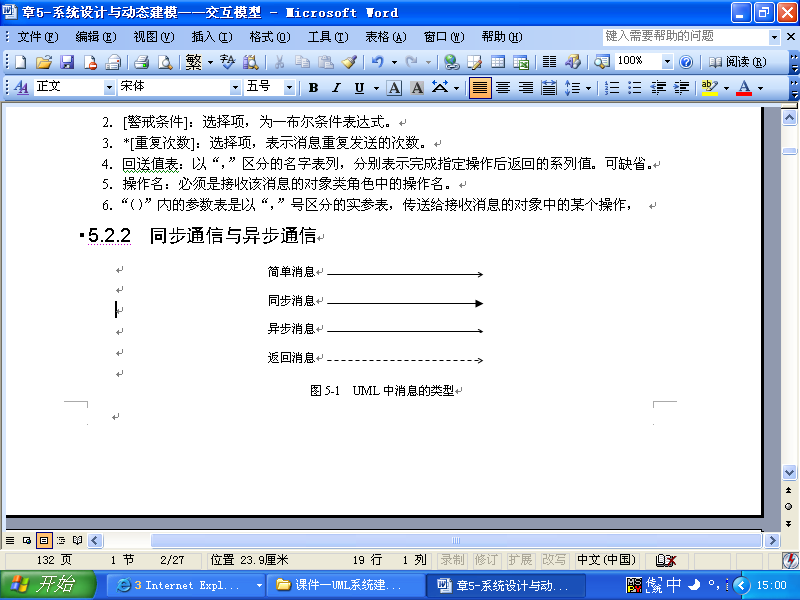 章5-系统设计与动态建模——交互模型 - Microsoft Word
文件(F) 编辑(E) 视图(V) 插入(I) 格式(O) 工具(T) 表格(A) 窗口(W) 帮助(H) 键入需要帮助的问题
繁 100% 阅读(R)
正文 宋体 五号 B I U A A A
2. [警戒条件]：选择项，为一布尔条件表达式。
3. *[重复次数]：选择项，表示消息重复发送的次数。
4. 回送值表：以“，”区分的名字表列，分别表示完成指定操作后返回的系列值。可缺省。
5. 操作名：必须是接收该消息的对象类角色中的操作名。
6. “()”内的参数表是以“，”号区分的实参表，传送给接收消息的对象中的某个操作，
5.2.2 同步通信与异步通信
简单消息
同步消息
异步消息
返回消息
图 5-1 UML 中消息的类型
132 页 1 节 2/27 位置 23.9厘米 19 行 1 列 录制 修订 扩展 改写 中文(中国)
开始 3 Internet Expl... 课件一UML系统建... 章5-系统设计与动... 中 15:00